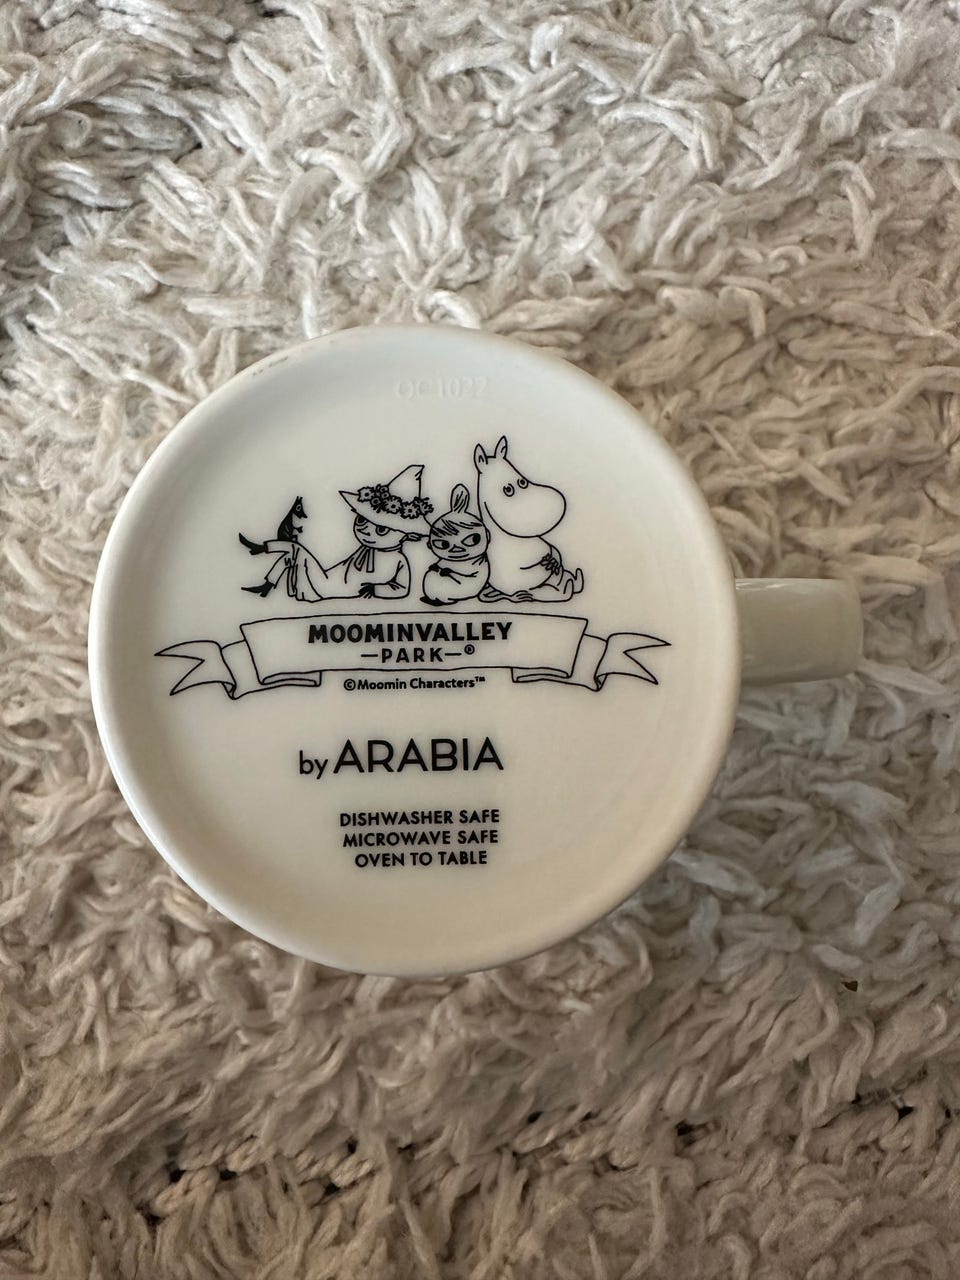 MOOMINVALLEY
—PARK—®
©Moomin Characters™
by ARABIA
DISHWASHER SAFE
MICROWAVE SAFE
OVEN TO TABLE